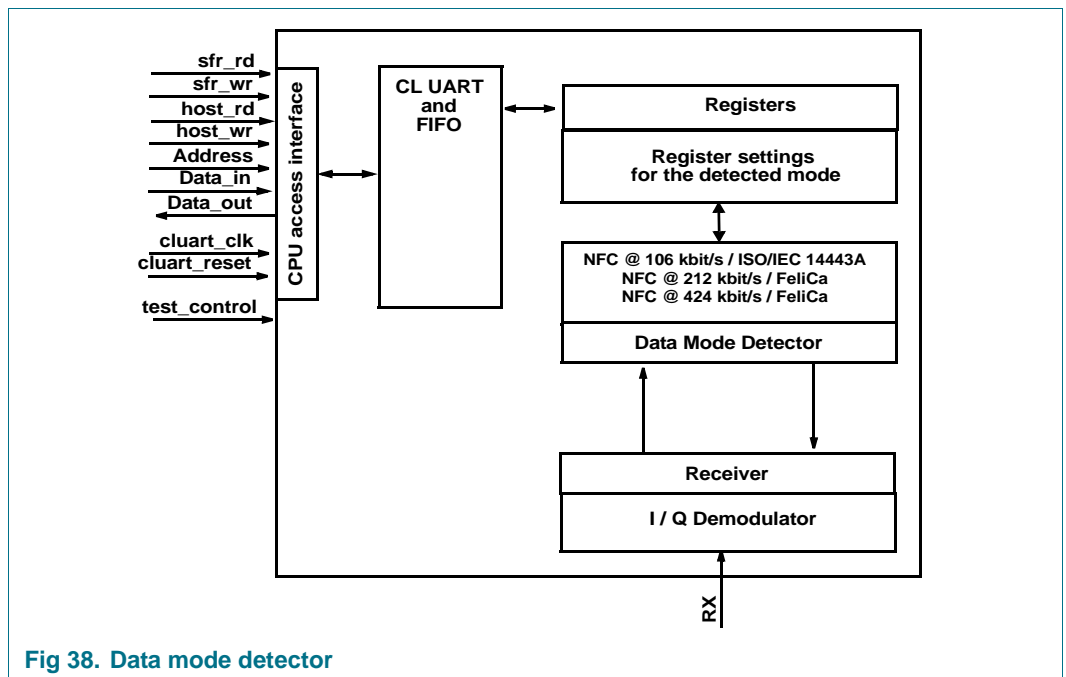 sfr_rd
sfr_wr
host_rd
host_wr
Address
Data_in
Data_out
cluart_clk
cluart_reset
test_control
CPU access interface
CL UART
and
FIFO
Registers
Register settings
for the detected mode
NFC @ 106 kbit/s / ISO/IEC 14443A
NFC @ 212 kbit/s / FeliCa
NFC @ 424 kbit/s / FeliCa
Data Mode Detector
Receiver
I / Q Demodulator
RX
Fig 38. Data mode detector